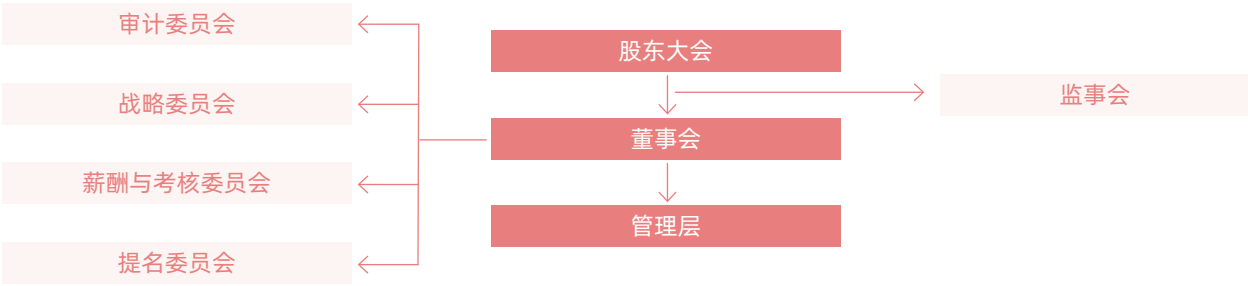 审计委员会
战略委员会
薪酬与考核委员会
提名委员会
股东大会
董事会
管理层
监事会